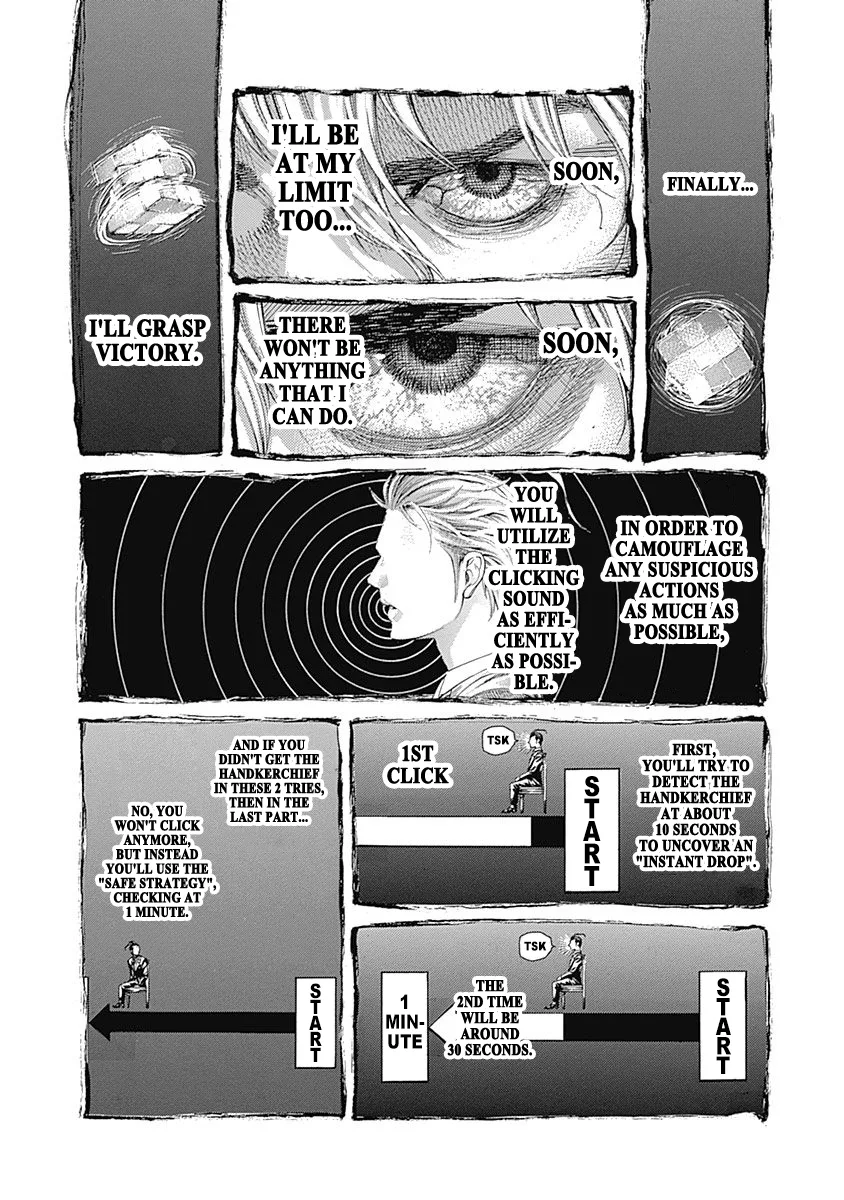 FINALLY...
SOON,
I'LL BE
AT MY
LIMIT
TOO...
SOON,
THERE
WON'T BE
ANYTHING
THAT I
CAN DO.
I'LL GRASP
VICTORY.
IN ORDER TO
CAMOUFLAGE
ANY SUSPICIOUS
ACTIONS
AS MUCH AS
POSSIBLE,
YOU
WILL
UTILIZE
THE
CLICKING
SOUND
AS EFFI-
CIENTLY
AS POSSI-
BLE.
FIRST,
YOU'LL TRY TO
DETECT THE
HANDKERCHIEF
AT ABOUT
10 SECONDS
TO UNCOVER AN
"INSTANT DROP".
START
TSK
1ST
CLICK
START
TSK
THE
2ND TIME
WILL BE
AROUND
30 SECONDS.
1
MIN-
UTE
AND IF YOU
DIDN'T GET THE
HANDKERCHIEF
IN THESE 2 TRIES,
THEN IN THE
LAST PART...
NO, YOU
WON'T CLICK
ANYMORE,
BUT INSTEAD
YOU'LL USE THE
"SAFE STRATEGY",
CHECKING AT
1 MINUTE.
START